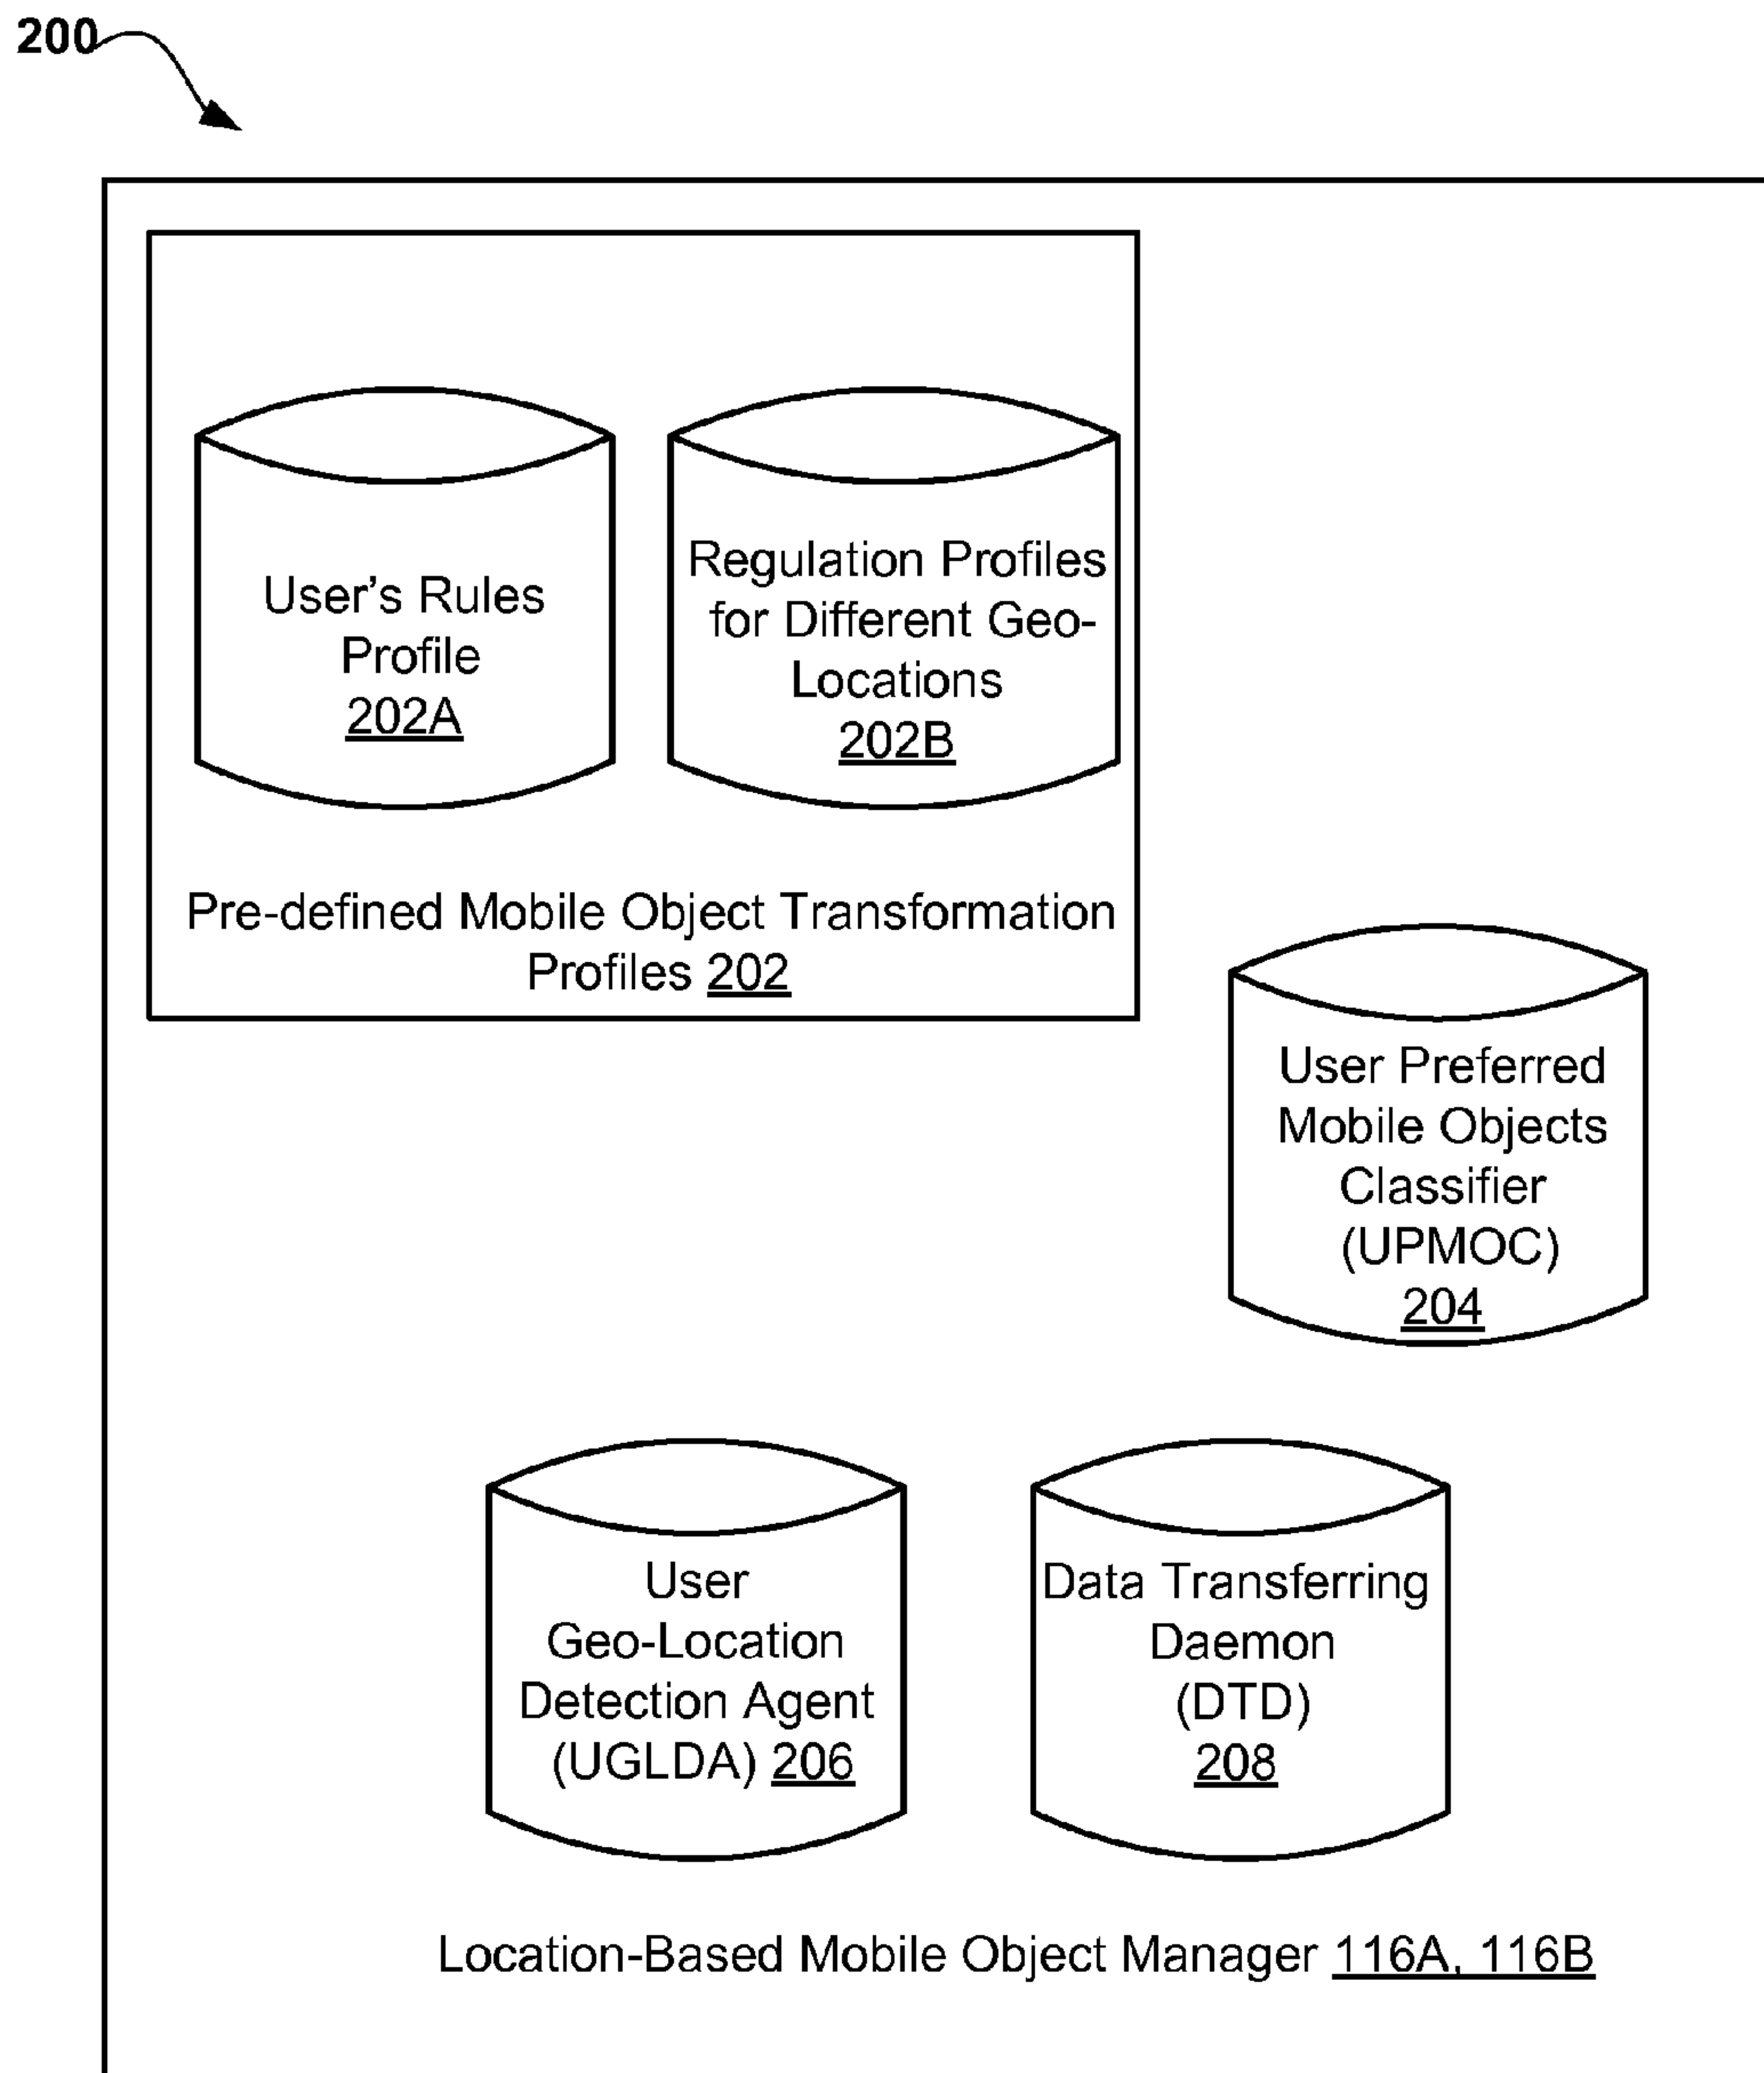 200
User's Rules
Profile
202A
Regulation Profiles
for Different Geo-
Locations
202B
Pre-defined Mobile Object Transformation
Profiles 202
User Preferred
Mobile Objects
Classifier
(UPMOC)
204
User
Geo-Location
Detection Agent
(UGLDA) 206
Data Transferring
Daemon
(DTD)
208
Location-Based Mobile Object Manager 116A, 116B